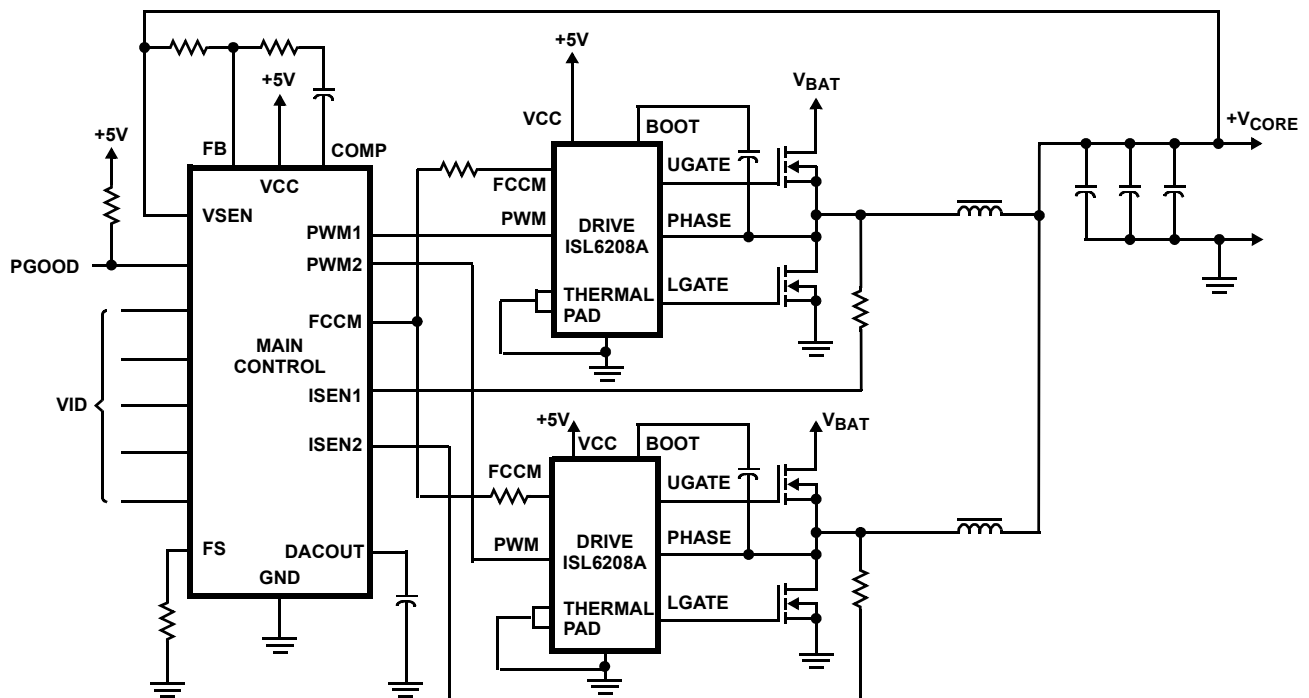 +5V
+5V
FB
COMP
VCC
VSEN
PGOOD
PWM1
PWM2
FCCM
MAIN
CONTROL
VID
ISEN1
ISEN2
FS
DACOUT
GND
+5V
VCC
BOOT
VBAT
UGATE
FCCM
PWM
DRIVE
ISL6208A
PHASE
THERMAL
PAD
LGATE
+VCORE
+5V
VCC
BOOT
VBAT
FCCM
UGATE
PWM
DRIVE
ISL6208A
PHASE
THERMAL
PAD
LGATE